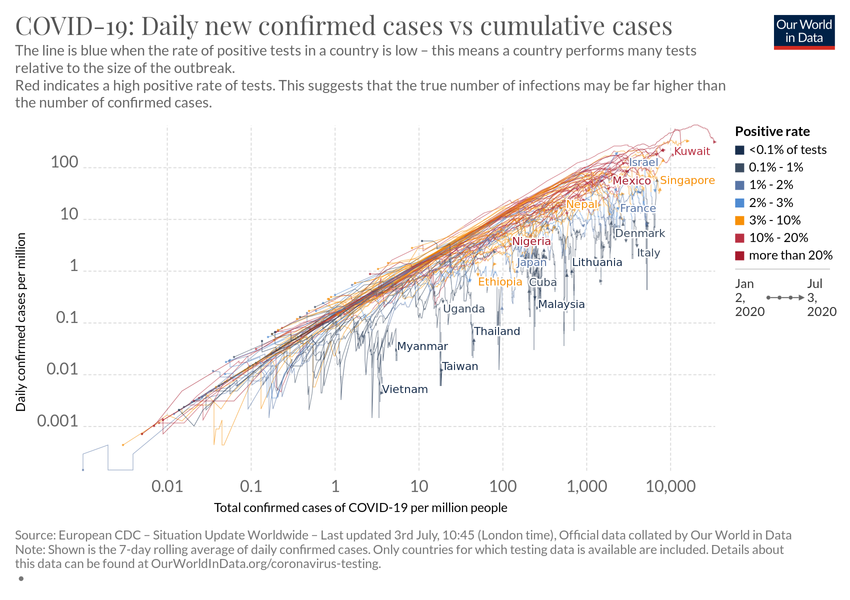 COVID-19: Daily new confirmed cases vs cumulative cases
Our World
in Data
The line is blue when the rate of positive tests in a country is low – this means a country performs many tests
relative to the size of the outbreak.
Red indicates a high positive rate of tests. This suggests that the true number of infections may be far higher than
the number of confirmed cases.
Positive rate
<0.1% of tests
0.1% - 1%
1% - 2%
2% - 3%
3% - 10%
10% - 20%
more than 20%
Jan
2,
2020
Jul
3,
2020
Daily confirmed cases per million
100
10
1
0.1
0.01
0.001
Kuwait
Israel
Mexico
Singapore
Nepal
France
Denmark
Nigeria
Italy
Japan
Lithuania
Ethiopia
Cuba
Malaysia
Uganda
Thailand
Myanmar
Taiwan
Vietnam
0.01
0.1
1
10
100
1,000
10,000
Total confirmed cases of COVID-19 per million people
Source: European CDC – Situation Update Worldwide – Last updated 3rd July, 10:45 (London time), Official data collated by Our World in Data
Note: Shown is the 7-day rolling average of daily confirmed cases. Only countries for which testing data is available are included. Details about
this data can be found at OurWorldInData.org/coronavirus-testing.